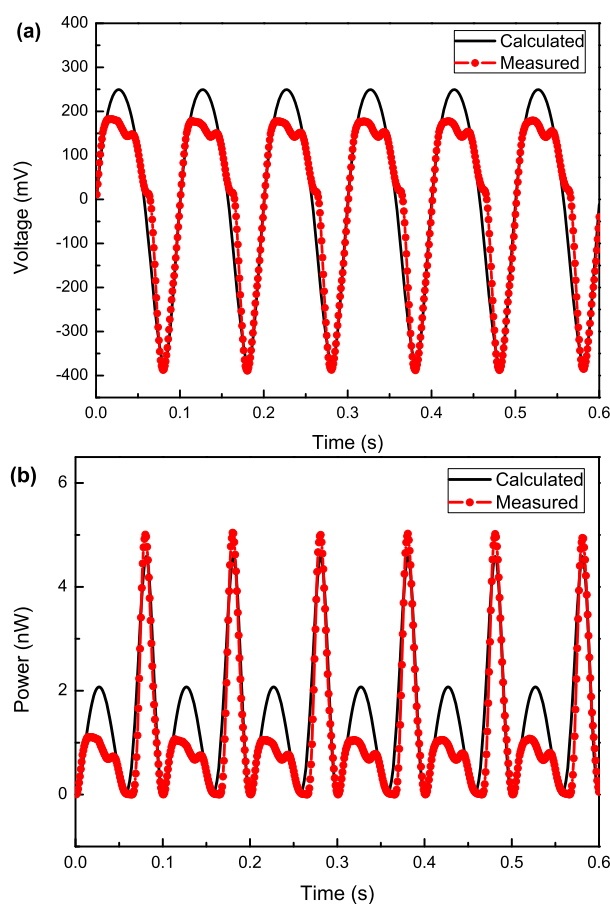 (a)
400
300
200
100
0
-100
-200
-300
-400
Voltage (mV)
Calculated
Measured
0.0 0.1 0.2 0.3 0.4 0.5 0.6
Time (s)
(b)
6
4
2
0
Power (nW)
Calculated
Measured
0.0 0.1 0.2 0.3 0.4 0.5 0.6
Time (s)